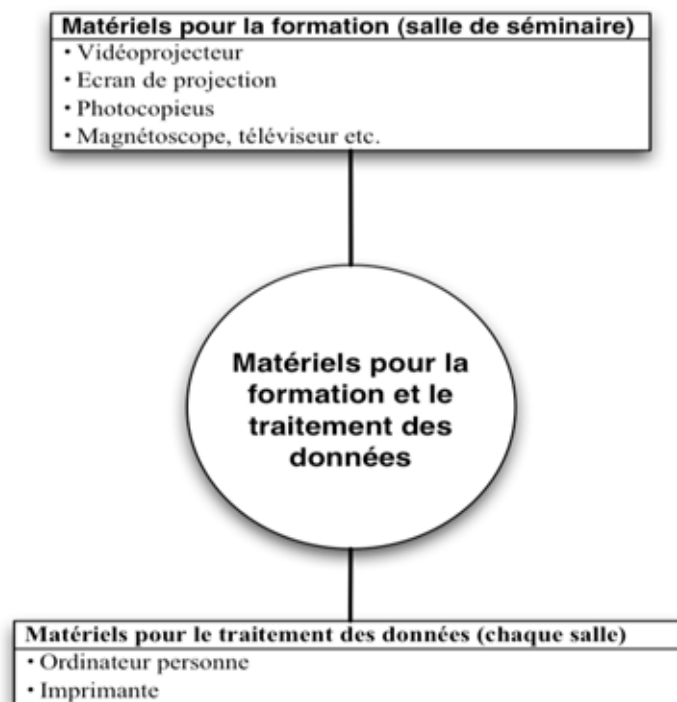 Matériels pour la formation (salle de séminaire)
• Vidéoprojecteur
• Ecran de projection
• Photocopieus
• Magnétoscope, téléviseur etc.
Matériels pour la
formation et le
traitement des
données
Matériels pour le traitement des données (chaque salle)
• Ordinateur personne
• Imprimante